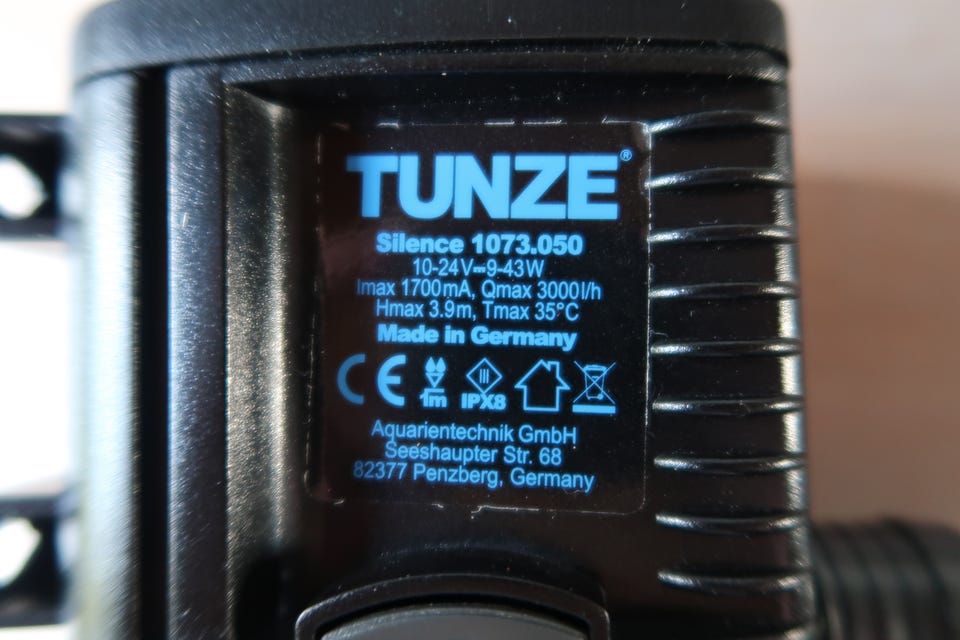 TUNZE®
Silence 1073.050
10-24V⎓9-43W
Imax 1700mA, Qmax 3000l/h
Hmax 3.9m, Tmax 35°C
Made in Germany
CE 1m III IPX8
Aquarientechnik GmbH
Seeshaupter Str. 68
82377 Penzberg, Germany